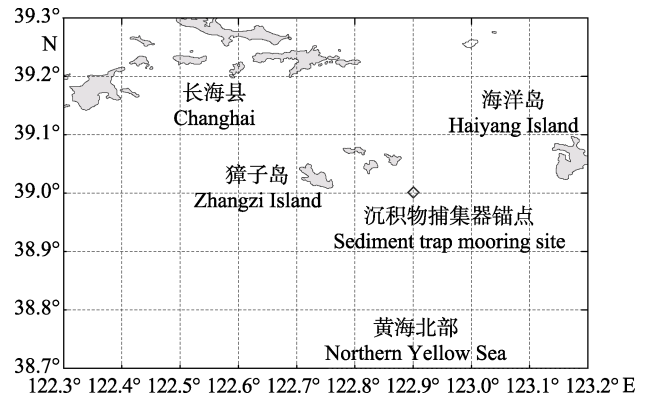 39.3°
N
39.2°
长海县
Changhai
海洋岛
Haiyang Island
39.1°
獐子岛
Zhangzi Island
39.0°
沉积物捕集器锚点
Sediment trap mooring site
38.9°
38.8°
黄海北部
Northern Yellow Sea
38.7°
122.3° 122.4° 122.5° 122.6° 122.7° 122.8° 122.9° 123.0° 123.1° 123.2° E